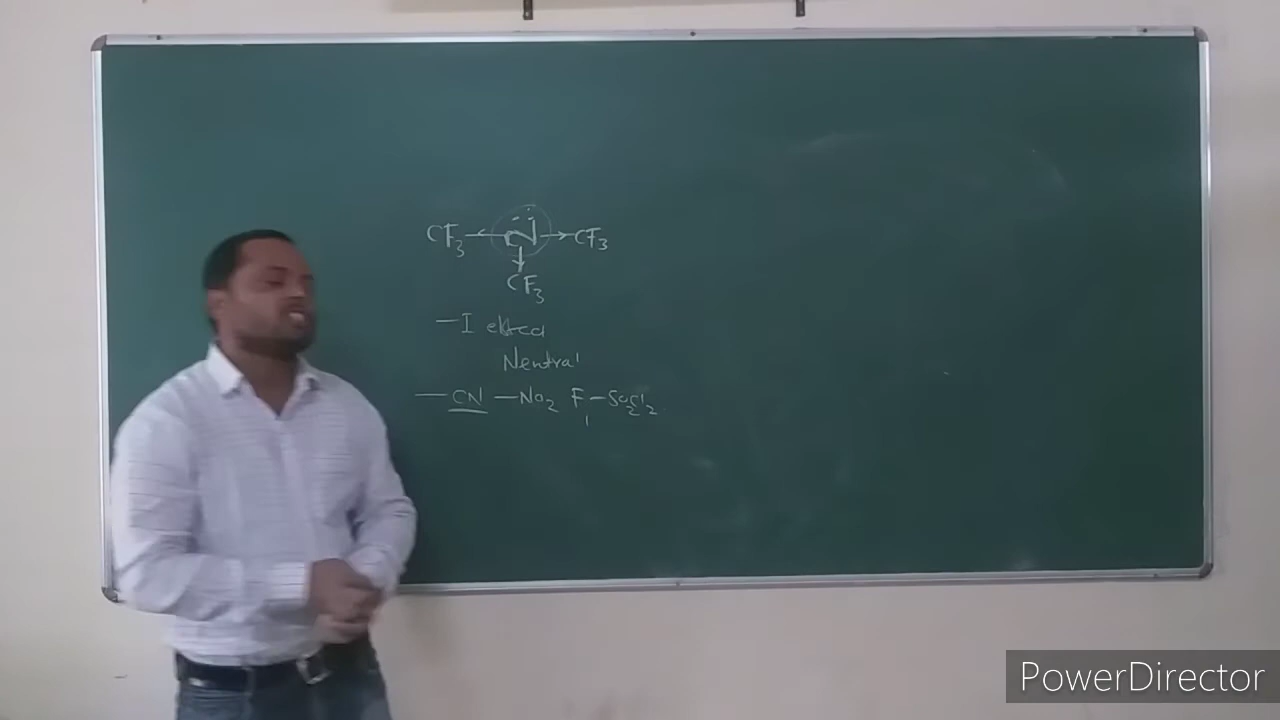 CF3 ← N → CF3
↓
CF3
—I effect
Neutral
— CN —NO2 F —SO2Cl2
PowerDirector